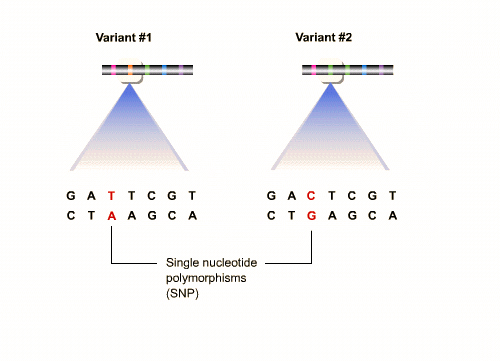 Variant #1 Variant #2
G A T T C G T G A C T C G T
C T A A G C A C T G A G C A
Single nucleotide
polymorphisms
(SNP)